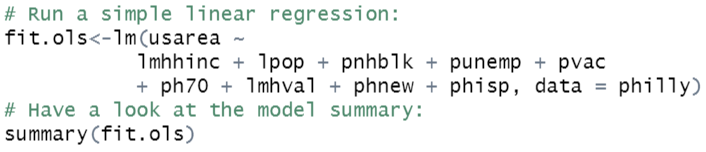 # Run a simple linear regression:
fit.ols<-lm(usarea ~
lmhhinc + lpop + pnhblk + punemp + pvac
+ ph70 + lmhval + phnew + phisp, data = philly)
# Have a look at the model summary:
summary(fit.ols)